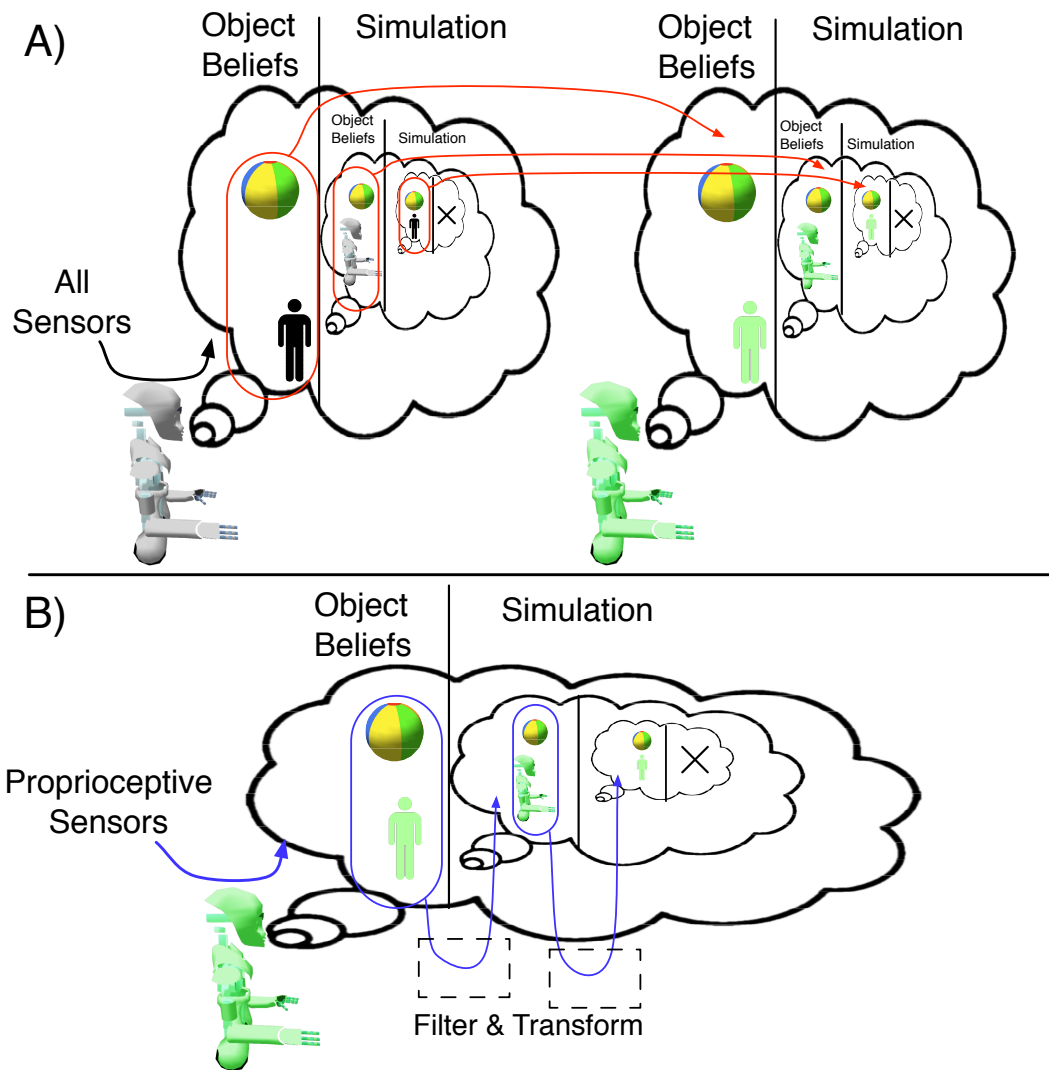 A)
Object
Beliefs
Simulation
Object
Beliefs
Simulation
Object
Beliefs
Simulation
Object
Beliefs
Simulation
All
Sensors
B)
Object
Beliefs
Simulation
Proprioceptive
Sensors
Filter & Transform